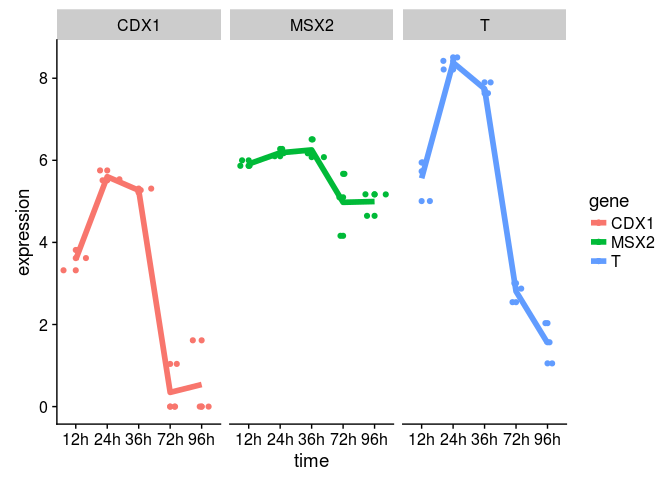 CDX1 MSX2 T
8
6
4
2
0
expression
12h 24h 36h 72h 96h 12h 24h 36h 72h 96h 12h 24h 36h 72h 96h
time
gene
CDX1
MSX2
T